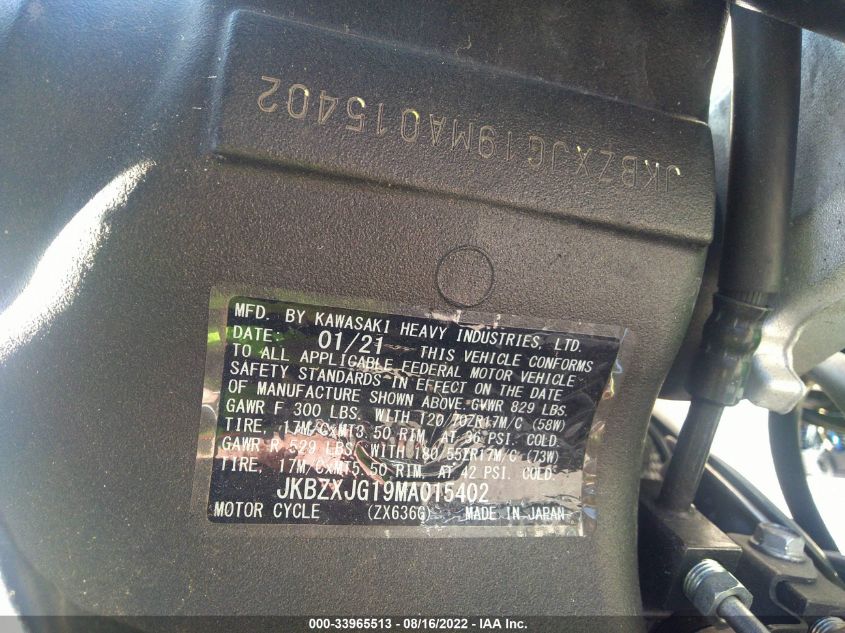 JKBZXJG19MA015402
MFD. BY KAWASAKI HEAVY INDUSTRIES, LTD.
DATE: 01/21 THIS VEHICLE CONFORMS
TO ALL APPLICABLE FEDERAL MOTOR VEHICLE
SAFETY STANDARDS IN EFFECT ON THE DATE
OF MANUFACTURE SHOWN ABOVE.GVWR 829 LBS.
GAWR F 300 LBS. WITH 120/70ZR17M/C (58W)
TIRE, 17M/CxMT3.50 RIM, AT 36 PSI. COLD.
GAWR R 529 LBS. WITH 180/55ZR17M/C (73W)
TIRE, 17M/CxMT5.50 RIM, AT 42 PSI. COLD.
JKBZXJG19MA015402
MOTOR CYCLE (ZX636G) MADE IN JAPAN
000-33965513 - 08/16/2022 - IAA Inc.